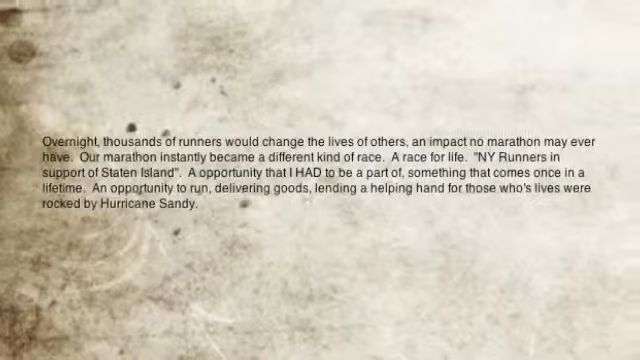 Overnight, thousands of runners would change the lives of others, an impact no marathon may ever
have.  Our marathon instantly became a different kind of race.  A race for life.  "NY Runners in
support of Staten Island".  A opportunity that I HAD to be a part of, something that comes once in a
lifetime.  An opportunity to run, delivering goods, lending a helping hand for those who's lives were
rocked by Hurricane Sandy.